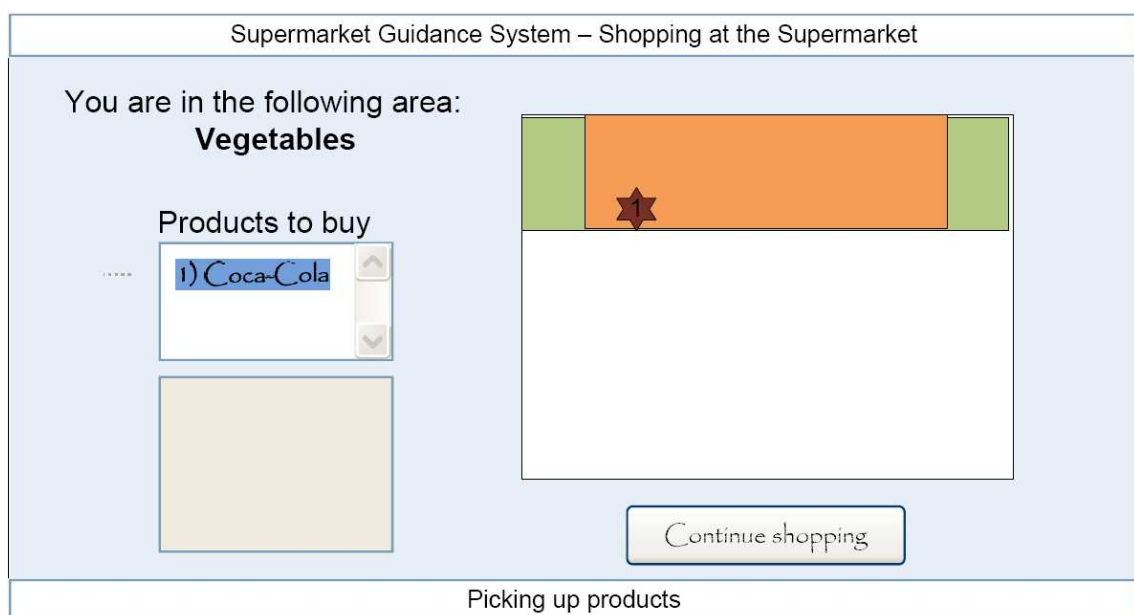 Supermarket Guidance System – Shopping at the Supermarket
You are in the following area:
Vegetables
Products to buy
1) Coca-Cola
1
Continue shopping
Picking up products